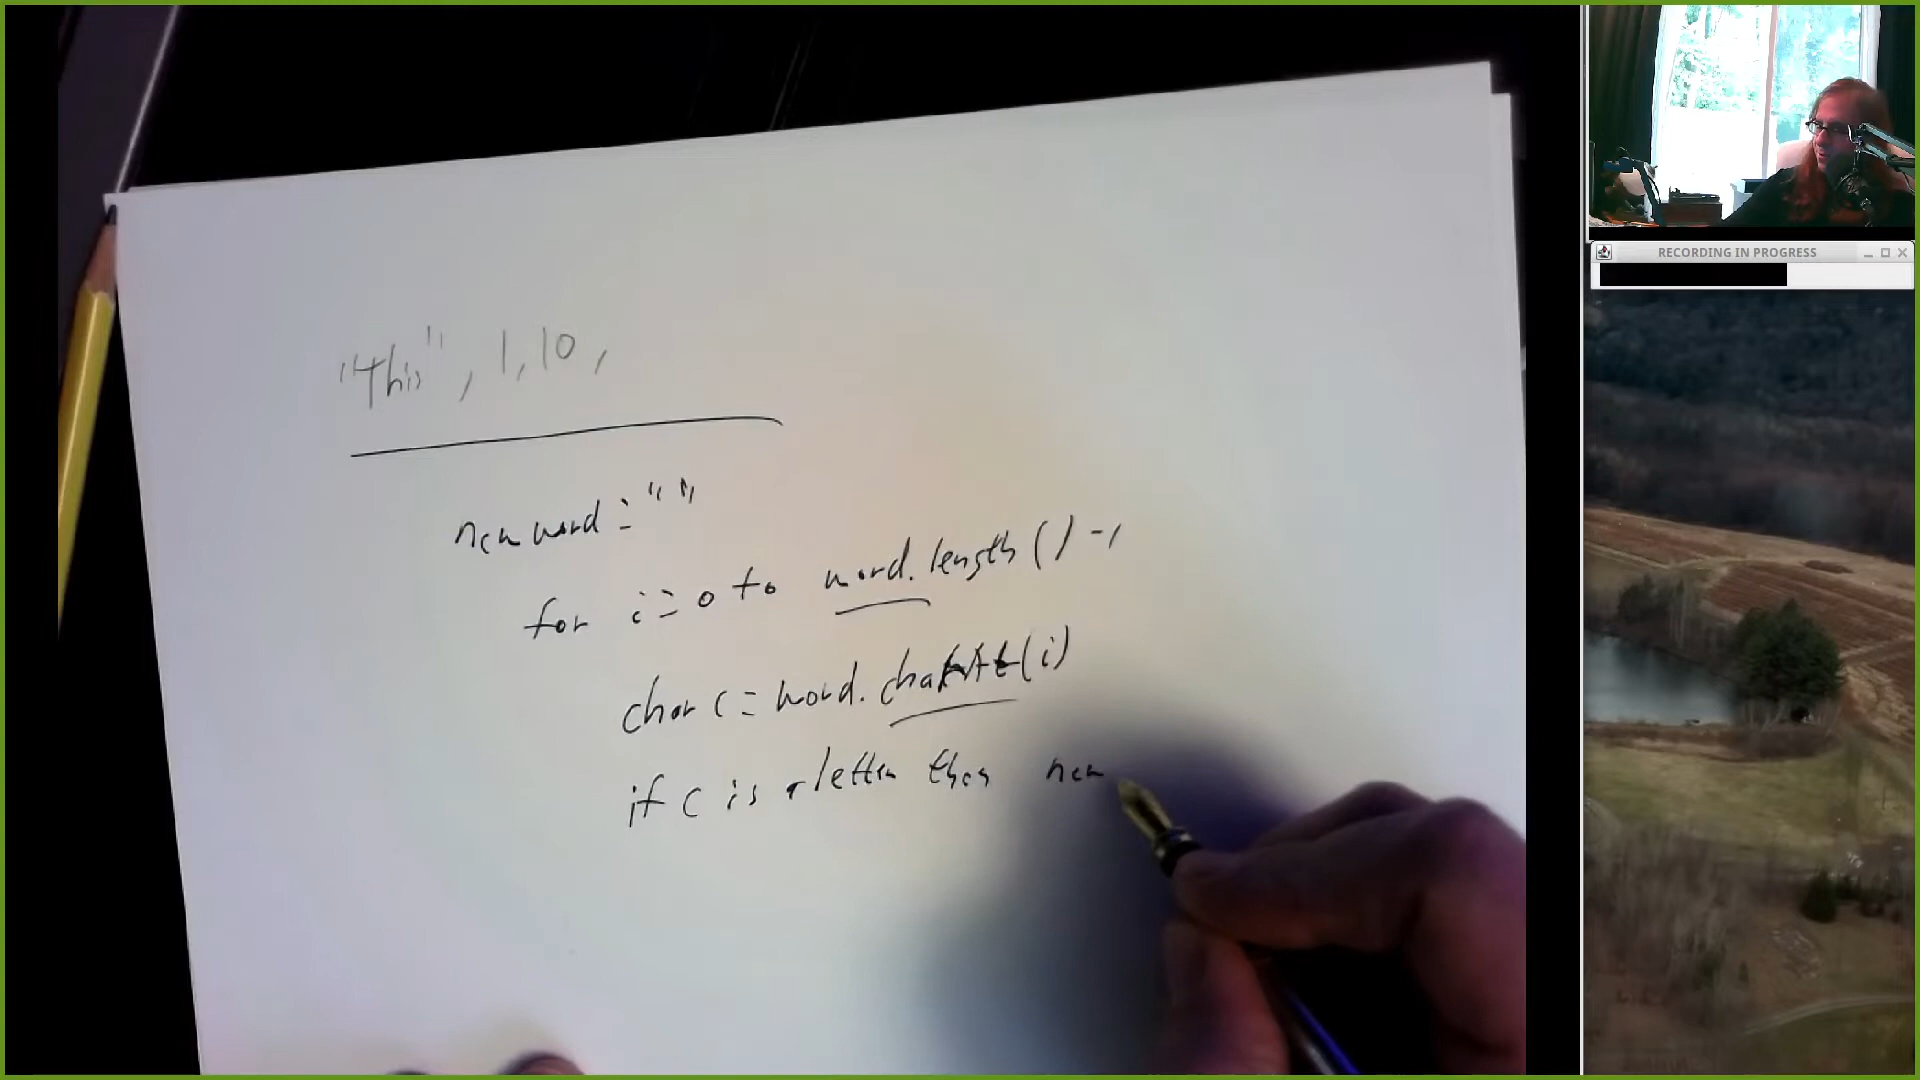 "This", 1, 10,
newword = ""
for i = 0 to word.length() - 1
char c = word.charAt(i)
if c is a letter then new
RECORDING IN PROGRESS